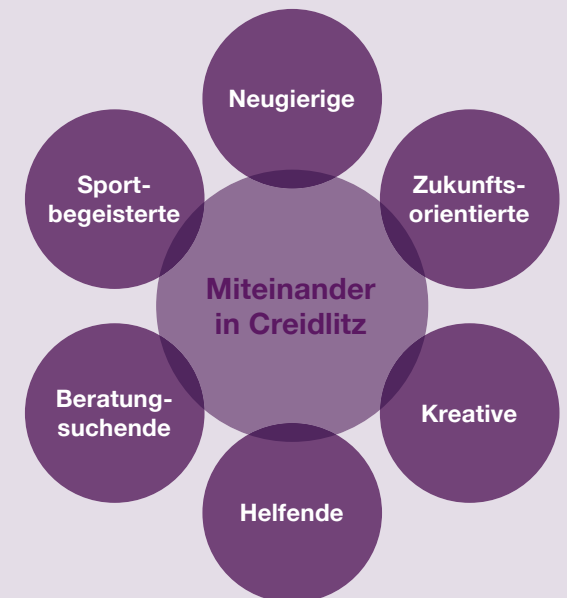 Neugierige
Sport-
begeisterte
Zukunfts-
orientierte
Miteinander
in Creidlitz
Beratung-
suchende
Kreative
Helfende